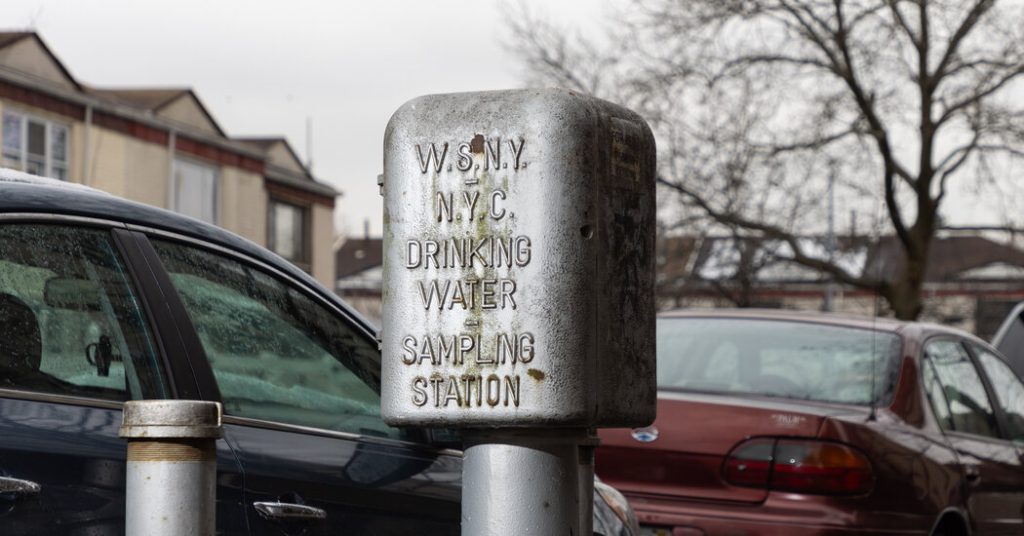 W.S.N.Y.
N.Y.C.
DRINKING
WATER
SAMPLING
STATION